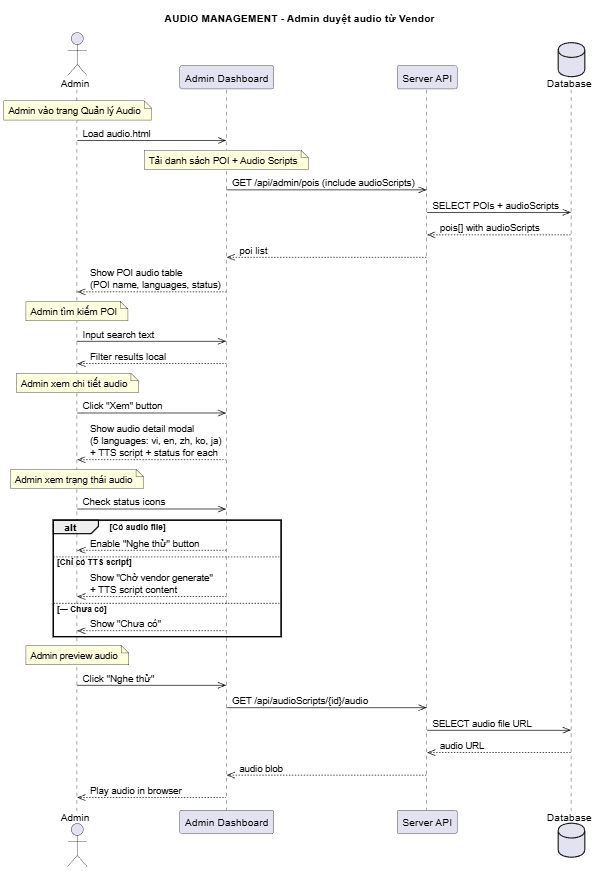 AUDIO MANAGEMENT - Admin duyệt audio từ Vendor
Admin
Admin Dashboard
Server API
Database
Admin vào trang Quản lý Audio
Load audio.html
Tải danh sách POI + Audio Scripts
GET /api/admin/pois (include audioScripts)
SELECT POIs + audioScripts
pois[] with audioScripts
poi list
Show POI audio table
(POI name, languages, status)
Admin tìm kiếm POI
Input search text
Filter results local
Admin xem chi tiết audio
Click "Xem" button
Show audio detail modal
(5 languages: vi, en, zh, ko, ja)
+ TTS script + status for each
Admin xem trạng thái audio
Check status icons
alt
[Có audio file]
Enable "Nghe thử" button
[Chỉ có TTS script]
Show "Chờ vendor generate"
+ TTS script content
[— Chưa có]
Show "Chưa có"
Admin preview audio
Click "Nghe thử"
GET /api/audioScripts/{id}/audio
SELECT audio file URL
audio URL
audio blob
Play audio in browser
Admin
Admin Dashboard
Server API
Database